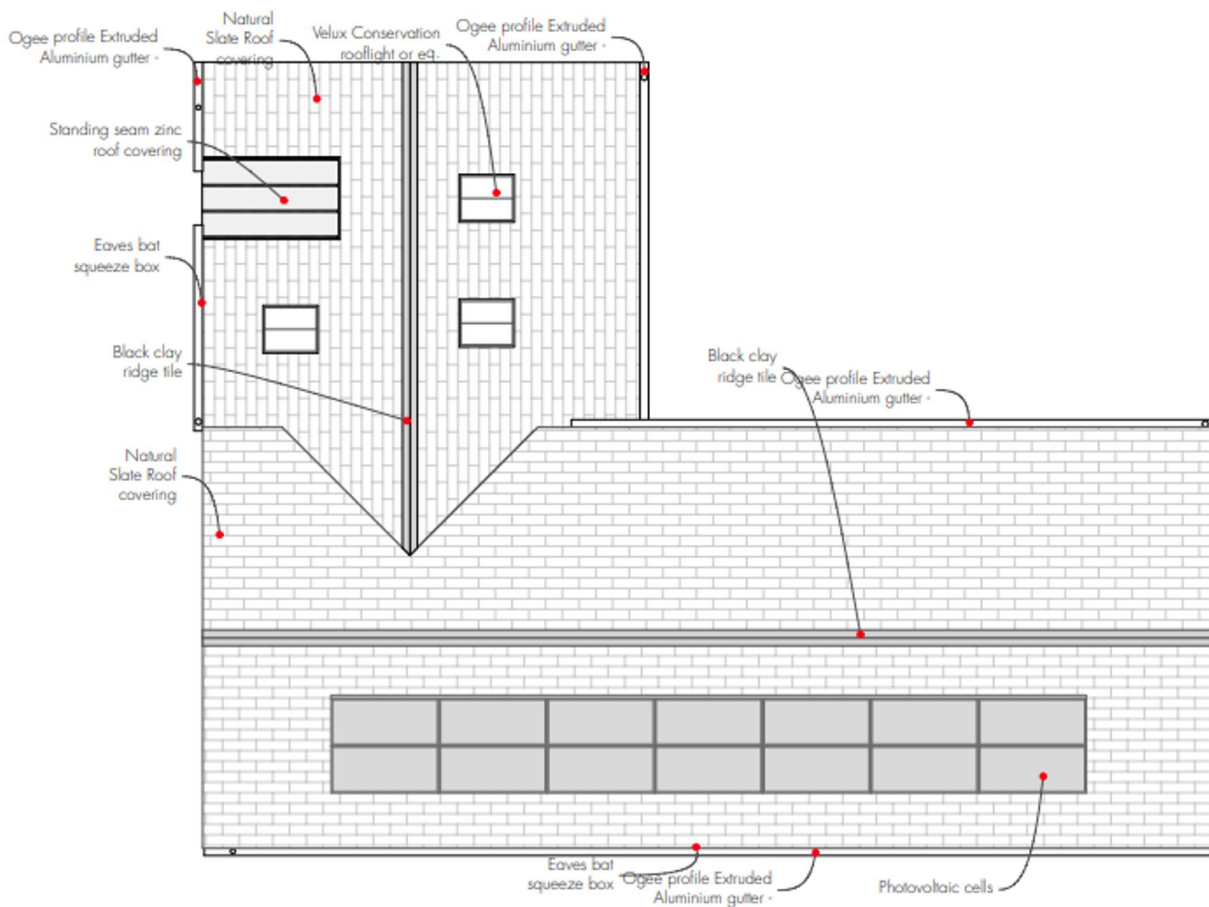 Ogee profile Extruded
Aluminium gutter -
Natural
Slate Roof
covering
Velux Conservation
rooflight or eq.
Ogee profile Extruded
Aluminium gutter -
Standing seam zinc
roof covering
Eaves bat
squeeze box
Black clay
ridge tile
Black clay
ridge tile
Ogee profile Extruded
Aluminium gutter -
Natural
Slate Roof
covering
Eaves bat
squeeze box
Ogee profile Extruded
Aluminium gutter -
Photovoltaic cells